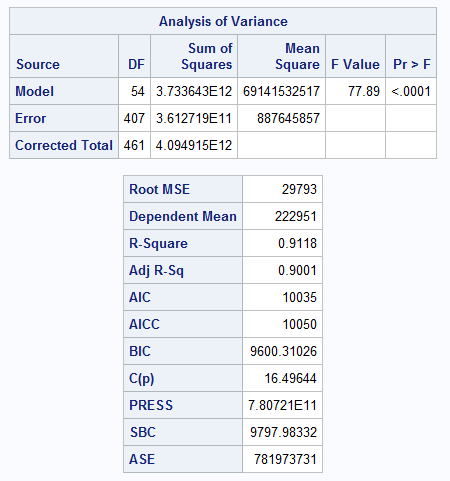 Analysis of Variance
Source DF Sum of Squares Mean Square F Value Pr > F
Model 54 3.733643E12 69141532517 77.89 <.0001
Error 407 3.612719E11 887645857
Corrected Total 461 4.094915E12
Root MSE 29793
Dependent Mean 222951
R-Square 0.9118
Adj R-Sq 0.9001
AIC 10035
AICC 10050
BIC 9600.31026
C(p) 16.49644
PRESS 7.80721E11
SBC 9797.98332
ASE 781973731